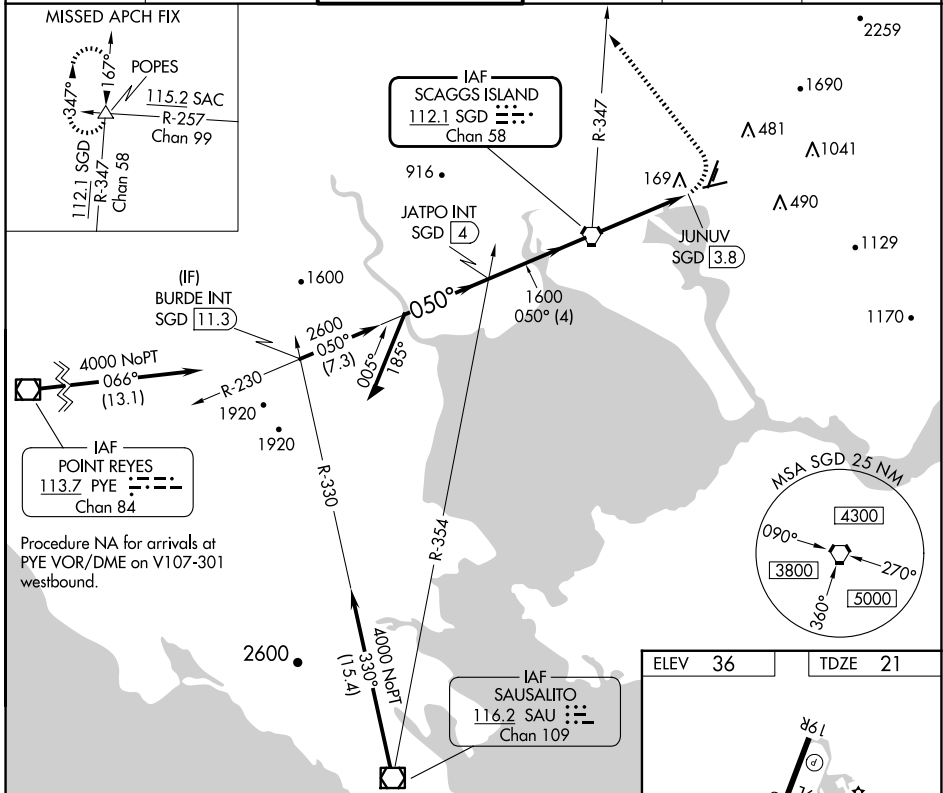 MISSED APCH FIX
347°
167°
POPES
115.2 SAC
R-257
Chan 99
112.1 SGD
R-347
Chan 58
IAF
SCAGGS ISLAND
112.1 SGD
Chan 58
R-347
2259
1690
481
1041
490
1129
1170
916
169
JATPO INT
SGD 4
JUNUV
SGD 3.8
(IF)
BURDE INT
SGD 11.3
1600
050°
1600
050° (4)
2600
050°
(7.3)
005°
185°
4000 NoPT
066°
(13.1)
R-230
1920
1920
IAF
POINT REYES
113.7 PYE
Chan 84
Procedure NA for arrivals at
PYE VOR/DME on V107-301
westbound.
R-330
R-354
MSA SGD 25 NM
4300
090°
270°
3800
5000
360°
2600
4000 NoPT
330°
(15.4)
IAF
SAUSALITO
116.2 SAU
Chan 109
ELEV 36
TDZE 21
19R
P